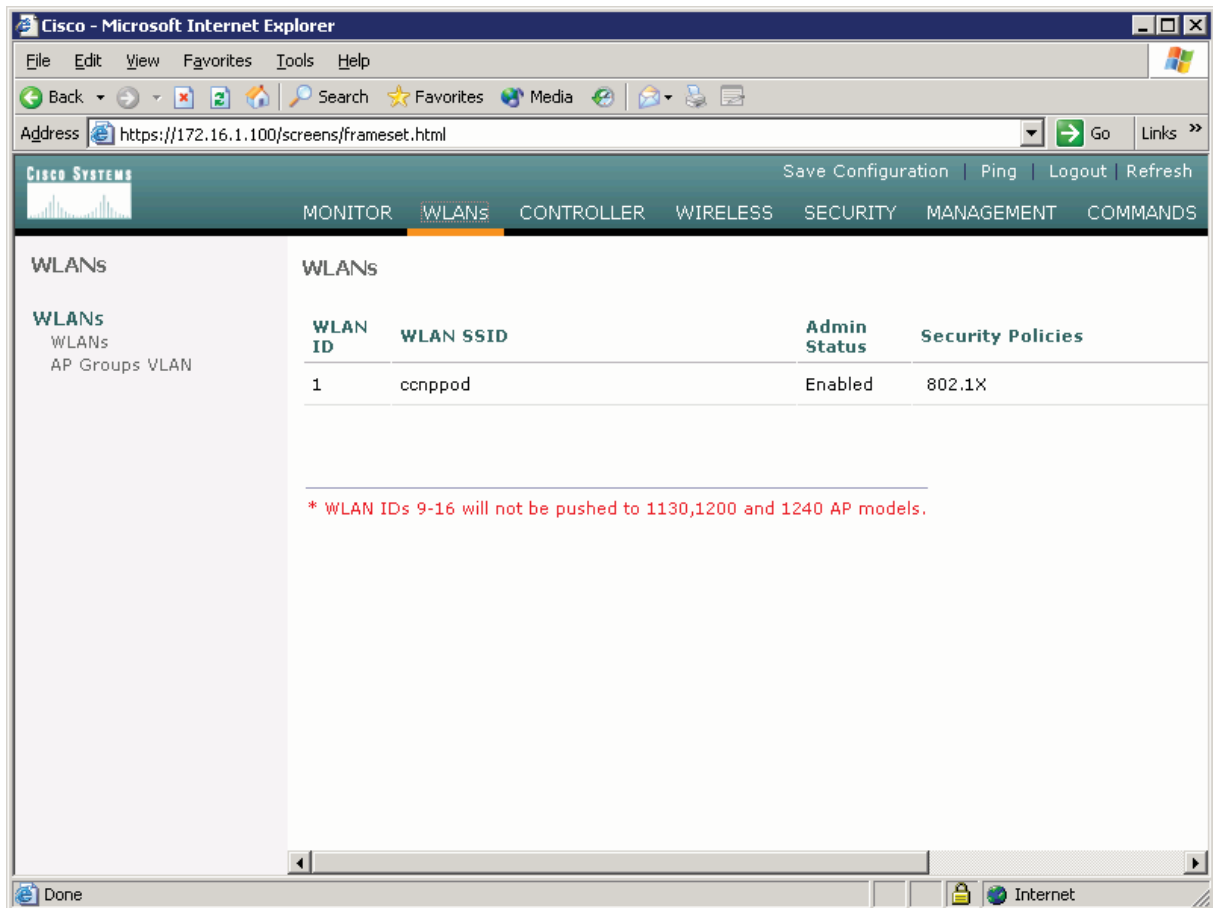 Cisco - Microsoft Internet Explorer
File Edit View Favorites Tools Help
Back Search Favorites Media
Address https://172.16.1.100/screens/frameset.html Go Links »
CISCO SYSTEMS
Save Configuration | Ping | Logout | Refresh
MONITOR WLANs CONTROLLER WIRELESS SECURITY MANAGEMENT COMMANDS
WLANs
WLANs
WLANs
AP Groups VLAN
WLANs
WLAN ID WLAN SSID Admin Status Security Policies
1 ccnppod Enabled 802.1X
* WLAN IDs 9-16 will not be pushed to 1130,1200 and 1240 AP models.
Done Internet